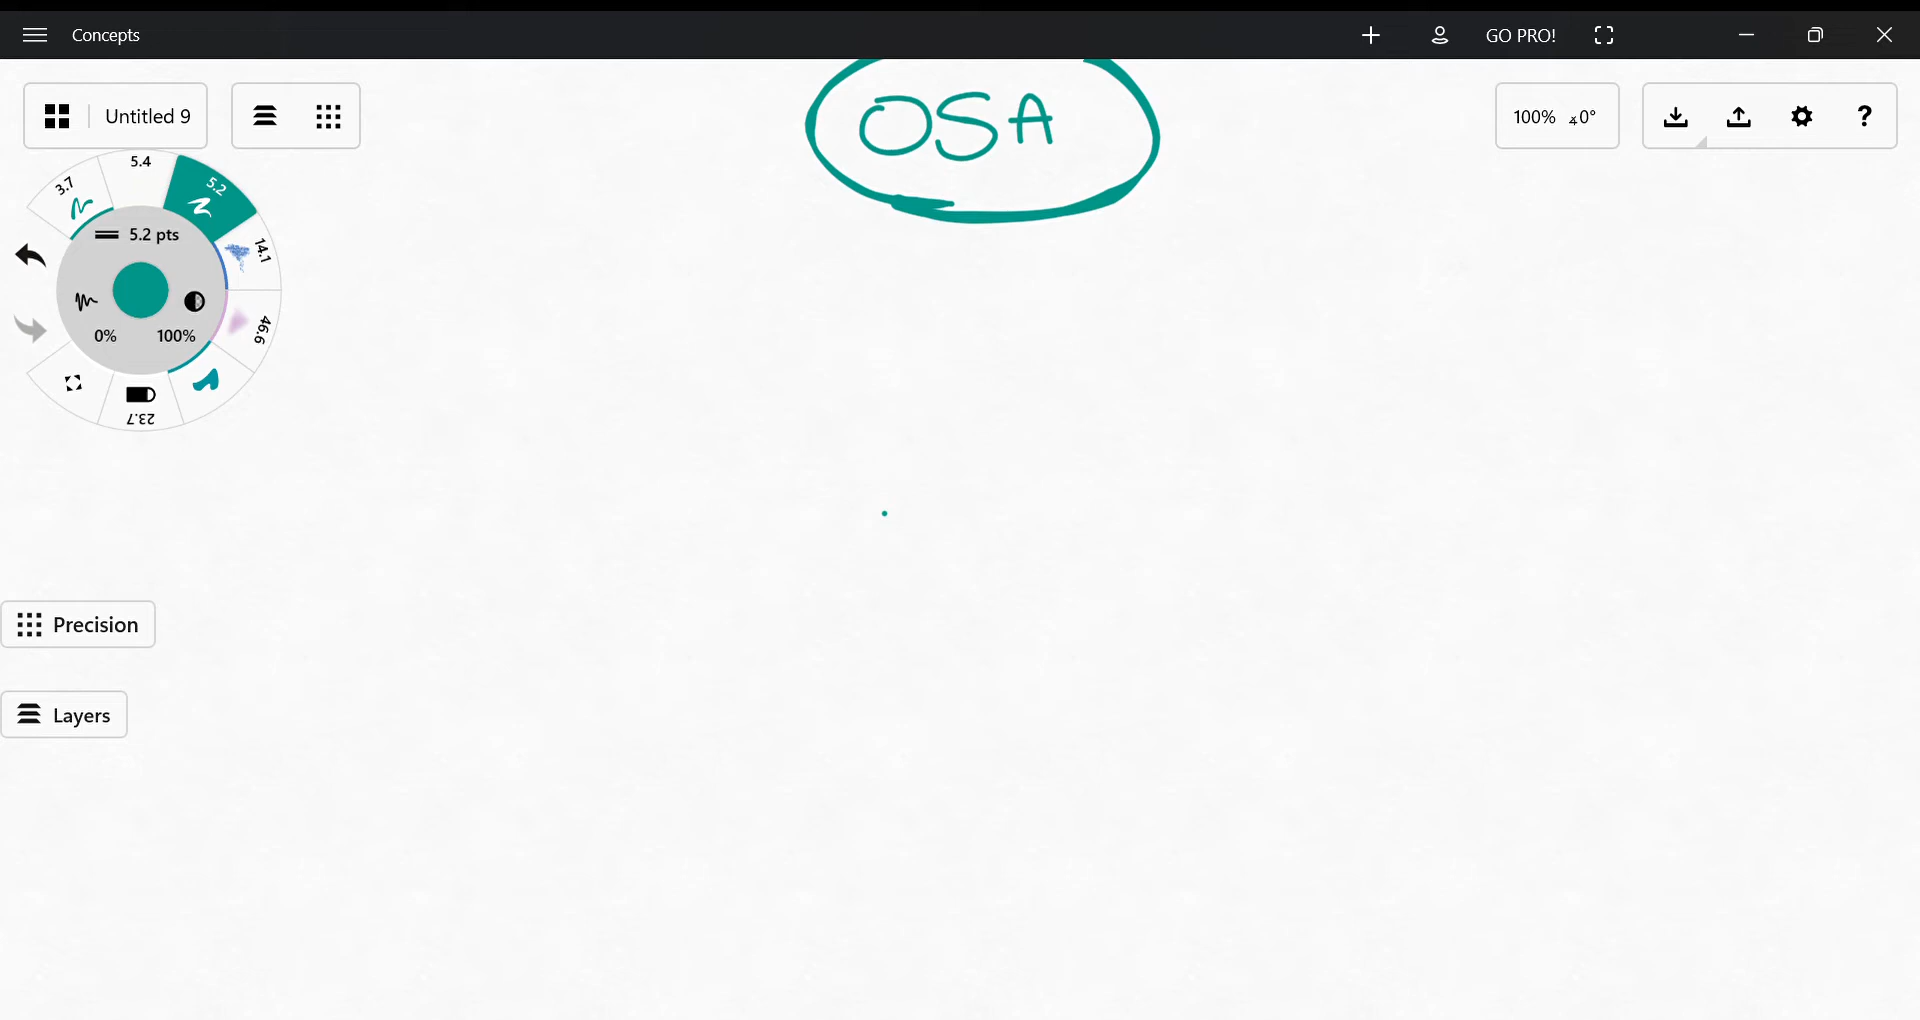 Concepts GO PRO!
Untitled 9 100% ∡0° ?
OSA
5.4
3.7 5.2
5.2 pts
14.1
46.6
0% 100%
23.7
Precision
Layers